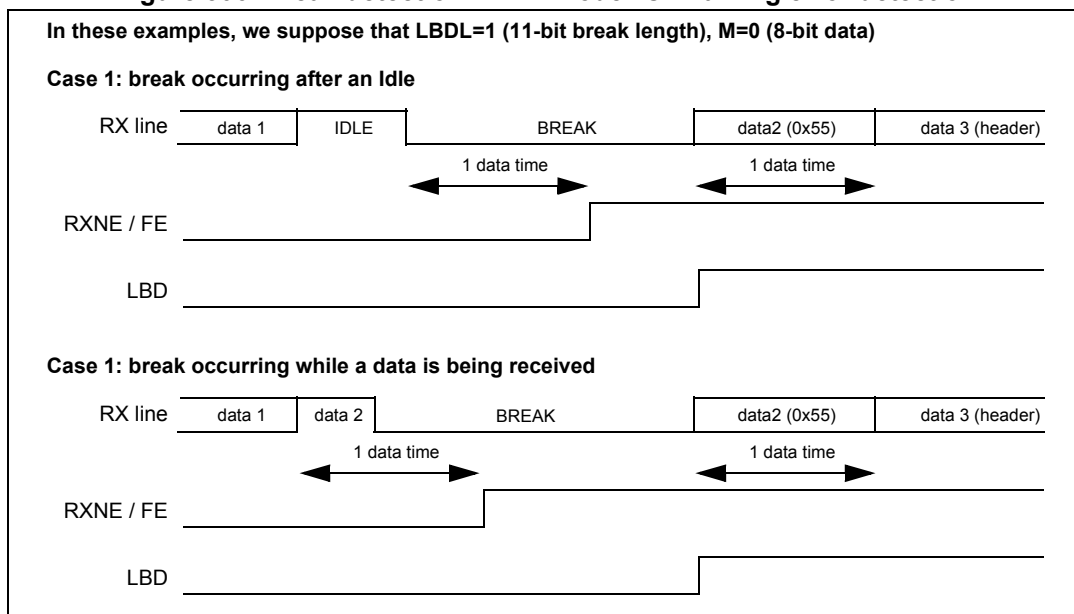 In these examples, we suppose that LBDL=1 (11-bit break length), M=0 (8-bit data)
Case 1: break occurring after an Idle
RX line data 1 IDLE BREAK data2 (0x55) data 3 (header)
1 data time 1 data time
RXNE / FE
LBD
Case 1: break occurring while a data is being received
RX line data 1 data 2 BREAK data2 (0x55) data 3 (header)
1 data time 1 data time
RXNE / FE
LBD